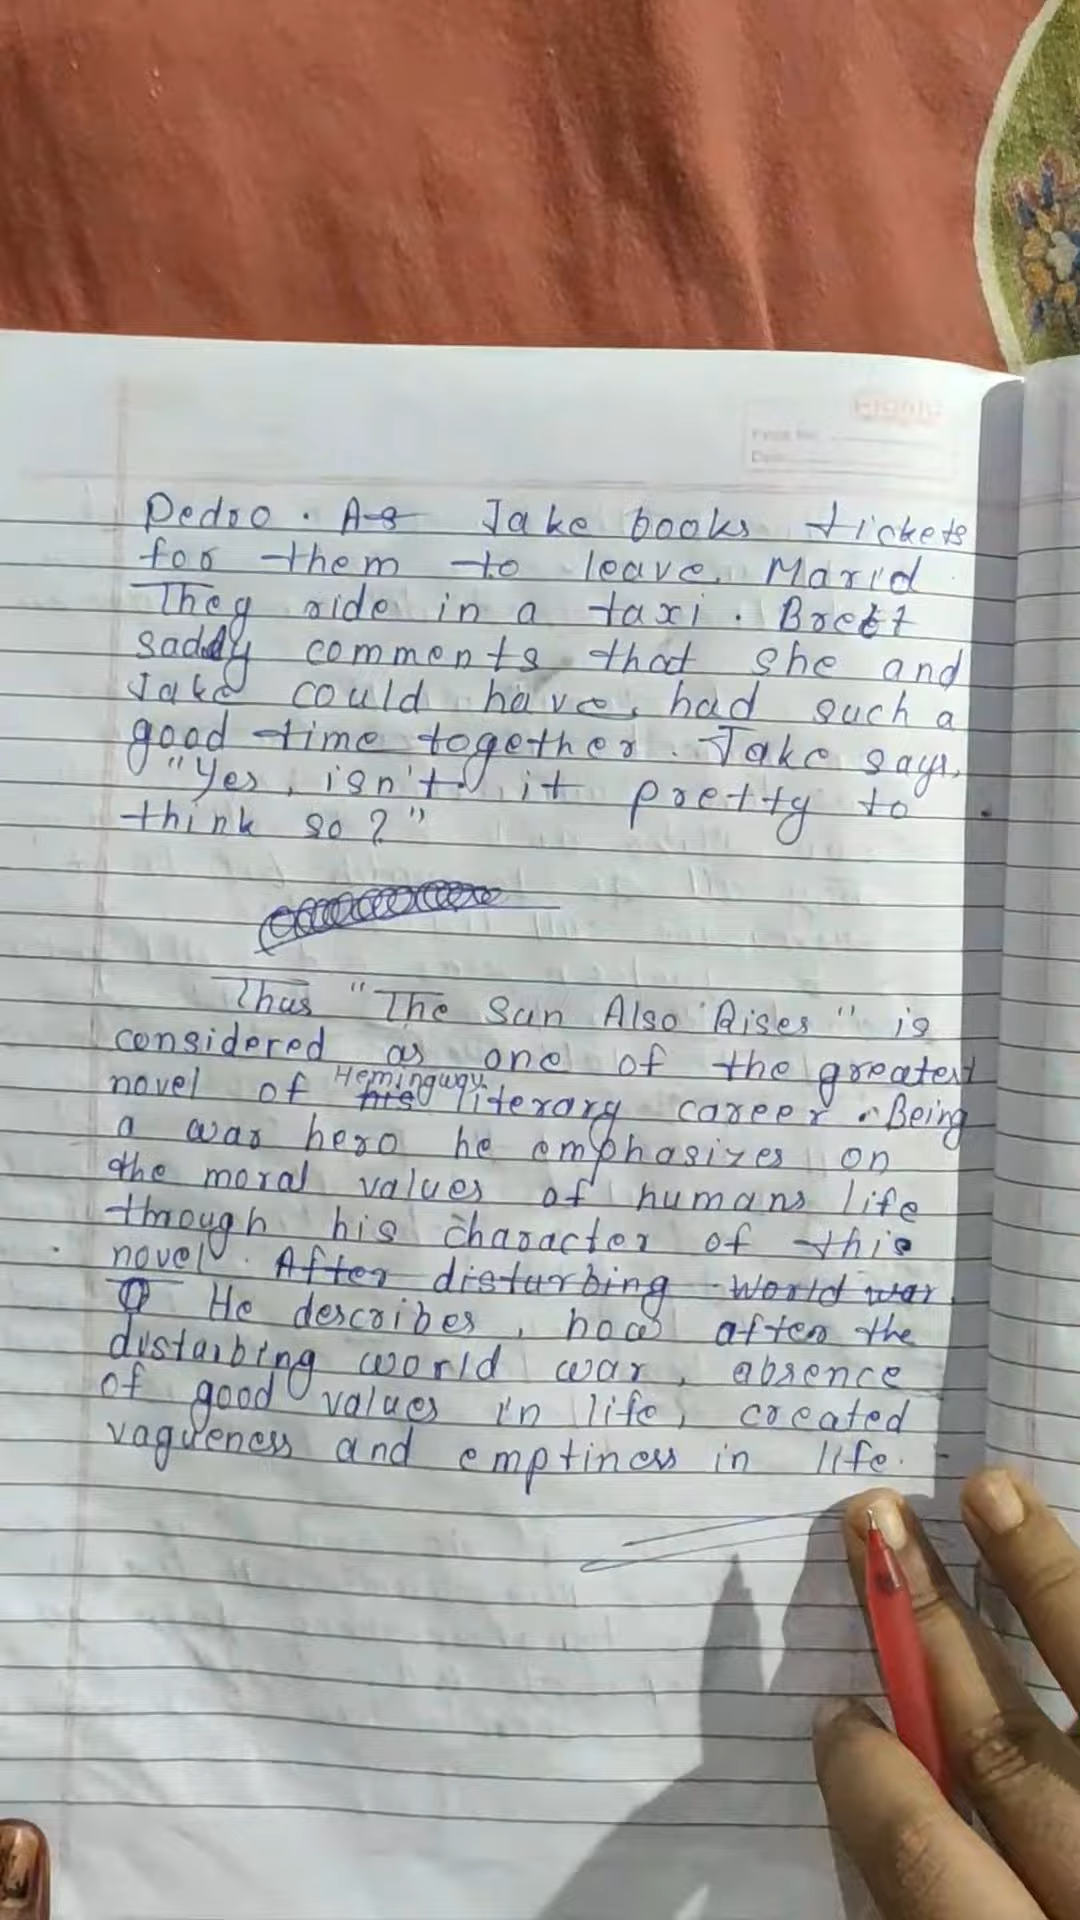 Page No.
Date
Pedro . As Jake books tickets
for them to leave Marid
They ride in a taxi . Brett
saddy comments that she and
Jake could have, had such a
good time together . Jake says,
"Yes, isn't it pretty to
think so ? "
Thus "The Sun Also Rises" is
considered as one of the greatest
novel of his Hemingway literary career . Being
a war hero he emphasizes on
the moral values of humans life
through his character of this
novel . After disturbing world war
He describes , how after the
disturbing world war , absence
of good values in life , created
vagueness and emptiness in life .